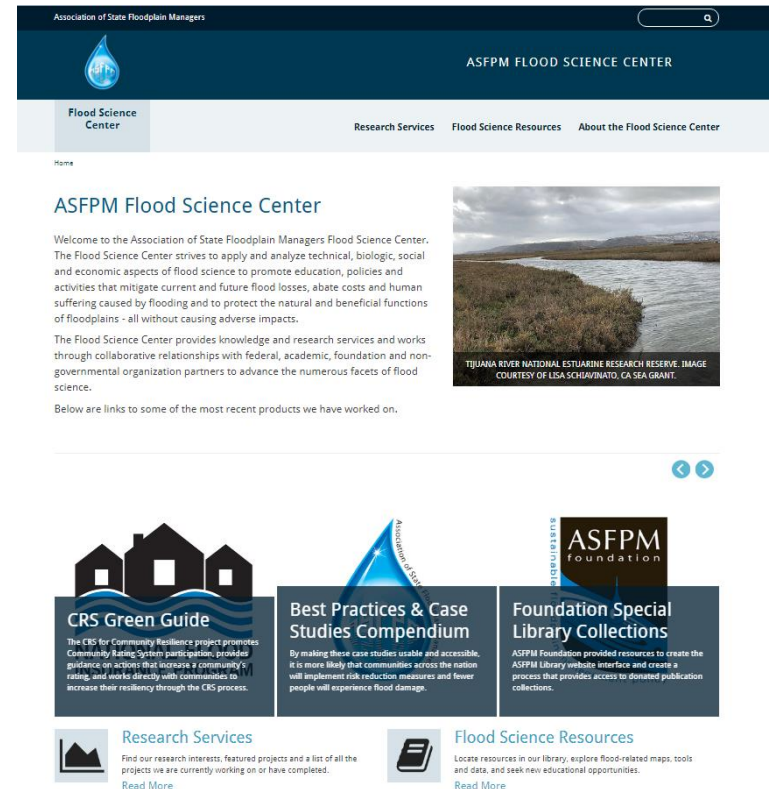 Association of State Floodplain Managers
ASFPM
ASFPM FLOOD SCIENCE CENTER
Flood Science
Center
Research Services
Flood Science Resources
About the Flood Science Center
Home
ASFPM Flood Science Center
Welcome to the Association of State Floodplain Managers Flood Science Center.
The Flood Science Center strives to apply and analyze technical, biologic, social
and economic aspects of flood science to promote education, policies and
activities that mitigate current and future flood losses, abate costs and human
suffering caused by flooding and to protect the natural and beneficial functions
of floodplains - all without causing adverse impacts.
The Flood Science Center provides knowledge and research services and works
through collaborative relationships with federal, academic, foundation and non-
governmental organization partners to advance the numerous facets of flood
science.
Below are links to some of the most recent products we have worked on.
TIJUANA RIVER NATIONAL ESTUARINE RESEARCH RESERVE. IMAGE
COURTESY OF LISA SCHIAVINATO, CA SEA GRANT.
CRS Green Guide
The CRS for Community Resilience project promotes
Community Rating System participation, provides
guidance on actions that increase a community's
rating, and works directly with communities to
increase their resiliency through the CRS process.
NATIONAL FLOOD
INSURANCE PROGRAM
Association of State
Best Practices & Case
Studies Compendium
By making these case studies usable and accessible,
it is more likely that communities across the nation
will implement risk reduction measures and fewer
people will experience flood damage.
sustainable
ASFPM
foundation
Foundation Special
Library Collections
ASFPM Foundation provided resources to create the
ASFPM Library website interface and create a
process that provides access to donated publication
collections.
Research Services
Find our research interests, featured projects and a list of all the
projects we are currently working on or have completed.
Read More
Flood Science Resources
Locate resources in our library, explore flood-related maps, tools
and data, and seek new educational opportunities.
Read More